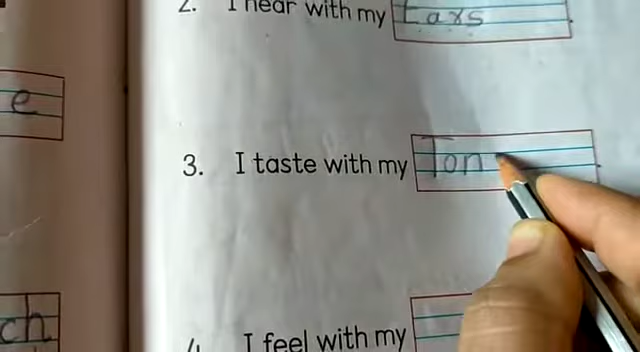 2. I hear with my Ears.
e
3. I taste with my Ton.
ch
4. I feel with my